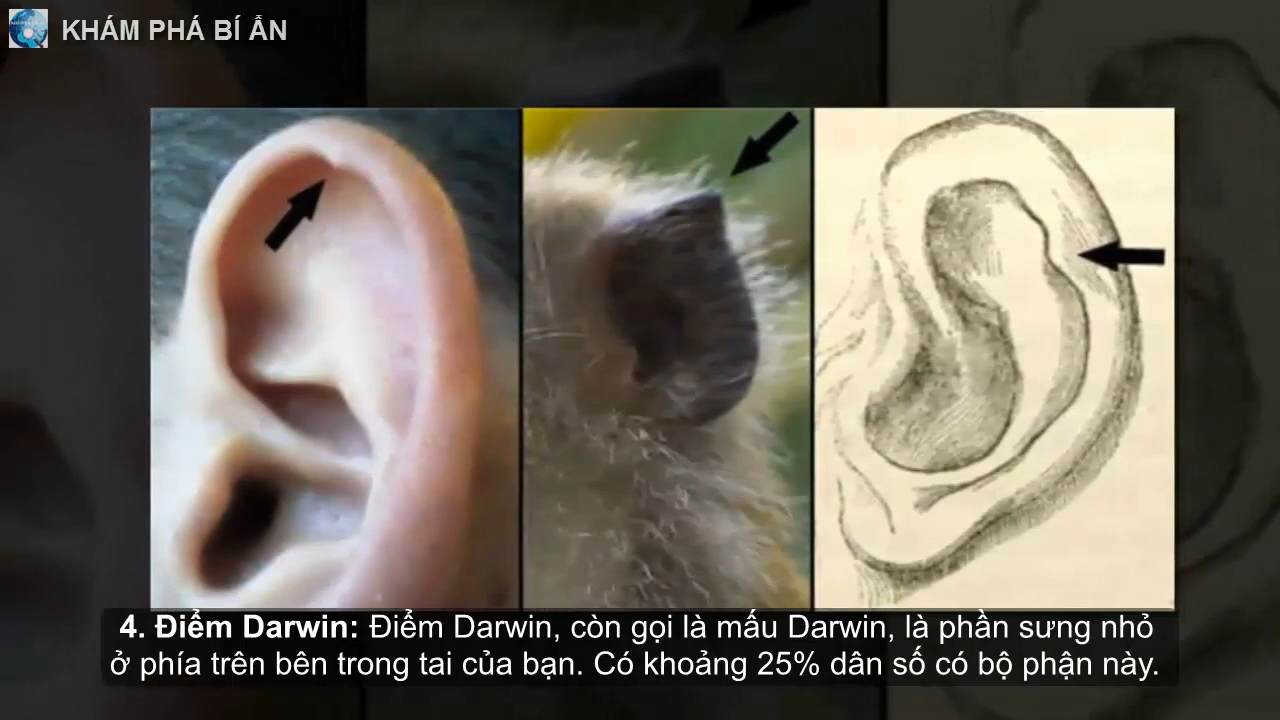 KHÁM PHÁ BÍ ẨN
4. Điểm Darwin: Điểm Darwin, còn gọi là mấu Darwin, là phần sưng nhỏ
ở phía trên bên trong tai của bạn. Có khoảng 25% dân số có bộ phận này.